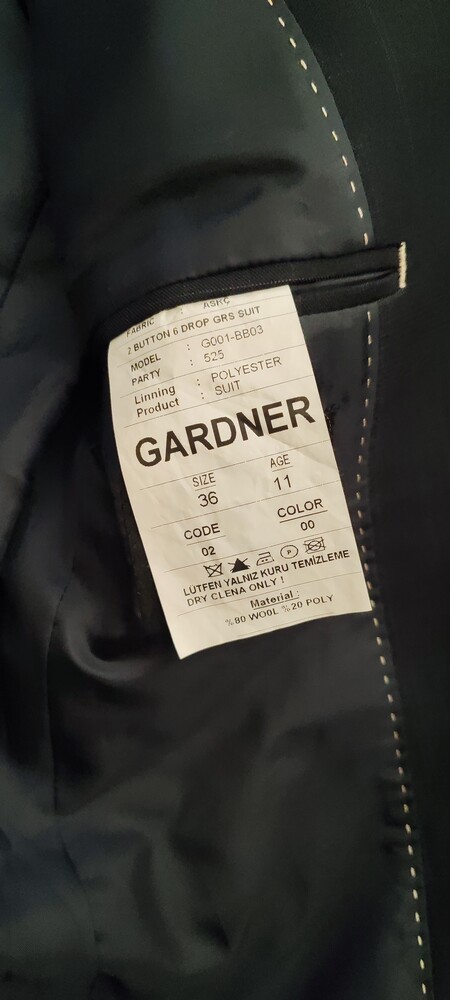 FABRIC : ASKÇ
2 BUTTON 6 DROP GRS SUIT
MODEL : G001-BB03
PARTY : 525
Linning : POLYESTER
Product : SUIT
GARDNER
SIZE AGE
36 11
CODE COLOR
02 00
LÜTFEN YALNIZ KURU TEMİZLEME
DRY CLENA ONLY !
Material :
%80 WOOL %20 POLY